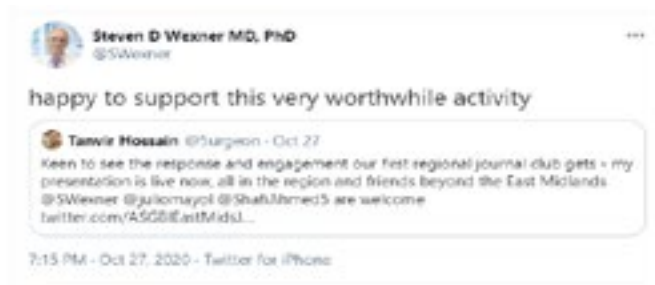 Steven D Wexner MD, PhD
@SWexner
happy to support this very worthwhile activity
Tanvir Hossain @Surgeon - Oct 27
Keen to see the response and engagement our first regional journal club gets - my
presentation is live now, all in the region and friends beyond the East Midlands
@SWexner @juliomayol @ShafiAhmed5 are welcome
twitter.com/ASGBIEastMids/...
7:15 PM - Oct 27, 2020 - Twitter for iPhone